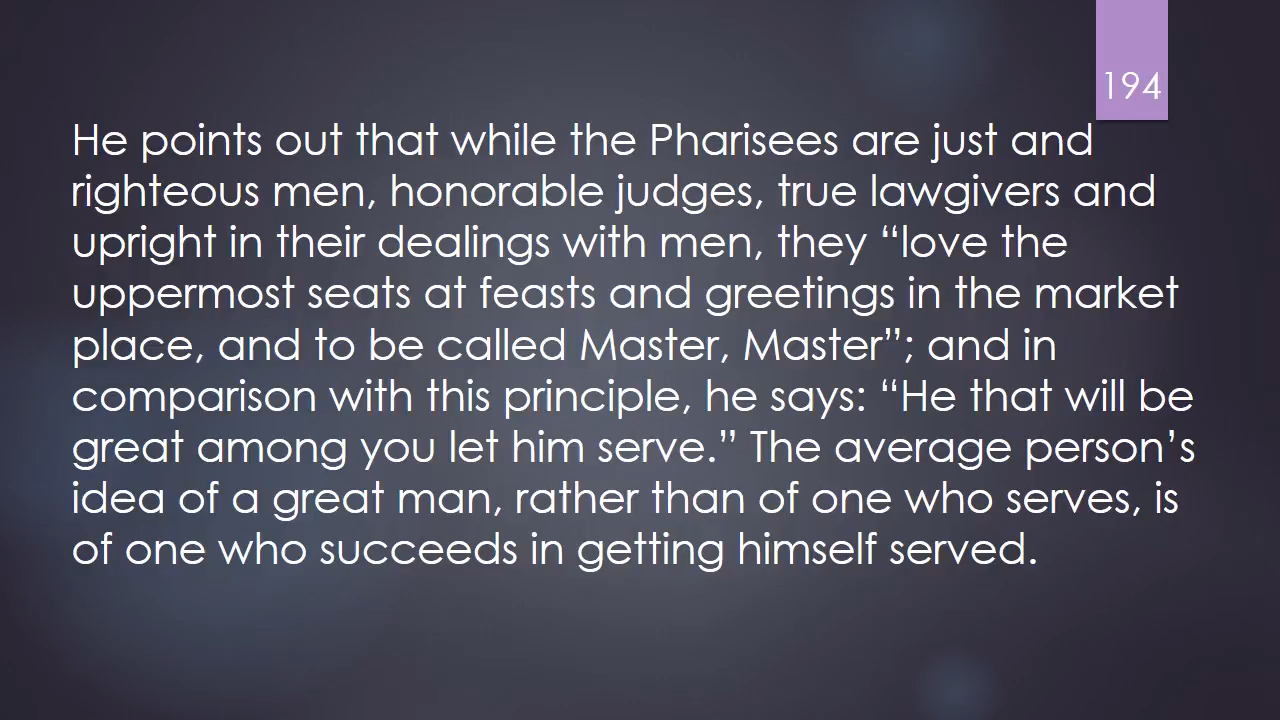 194
He points out that while the Pharisees are just and
righteous men, honorable judges, true lawgivers and
upright in their dealings with men, they “love the
uppermost seats at feasts and greetings in the market
place, and to be called Master, Master”; and in
comparison with this principle, he says: “He that will be
great among you let him serve.” The average person’s
idea of a great man, rather than of one who serves, is
of one who succeeds in getting himself served.